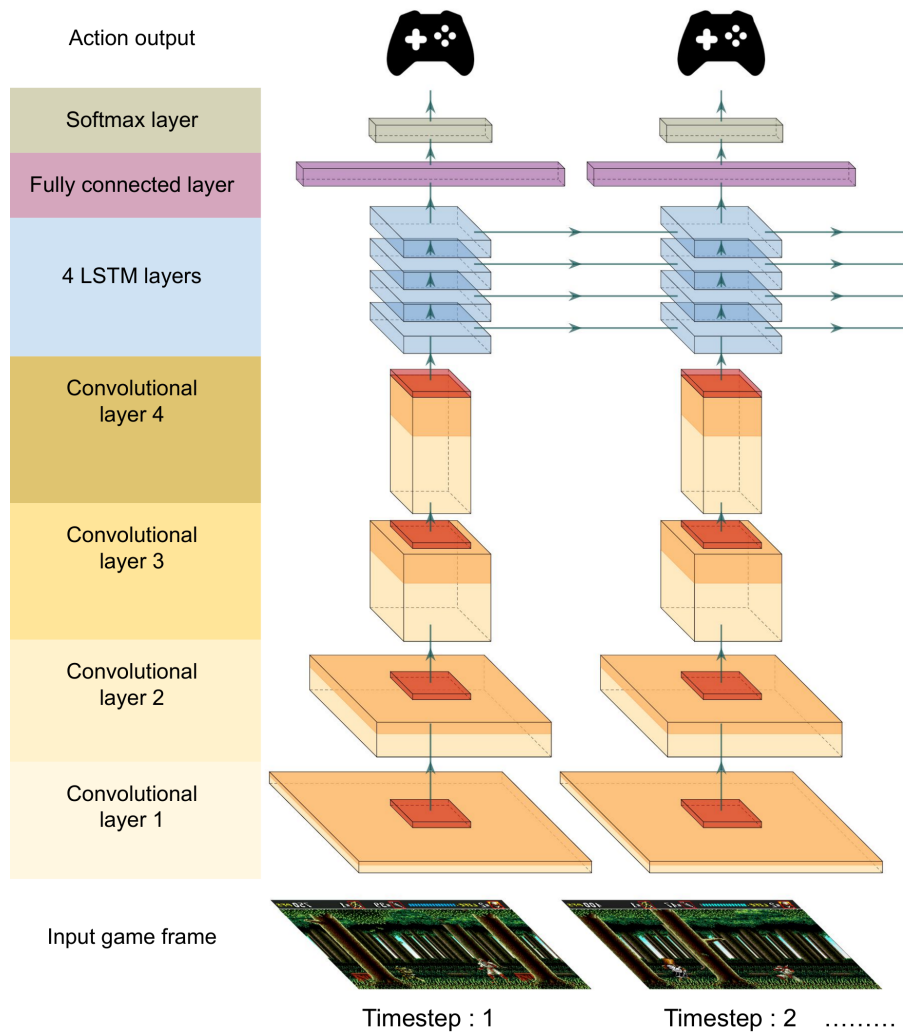 Action output
Softmax layer
Fully connected layer
4 LSTM layers
Convolutional
layer 4
Convolutional
layer 3
Convolutional
layer 2
Convolutional
layer 1
Input game frame
Timestep : 1
Timestep : 2 .........